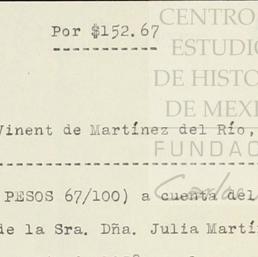 Por $152.67
CENTRO
ESTUDIO
DE HISTO
DE MEXI
FUNDAC
Vinent de Martínez del Río,
PESOS 67/100) a cuenta del
de la Sra. Dña. Julia Martí